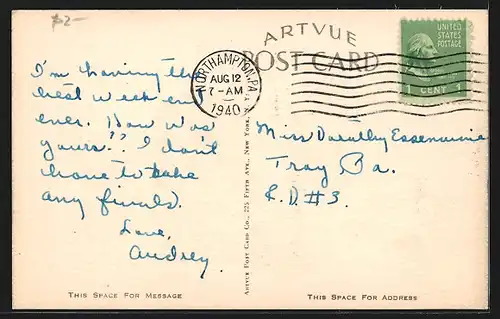 $2-
ARTVUE
POST CARD
NORTHAMPTON, PA.
AUG 12
7-AM
1940
UNITED
STATES
POSTAGE
1 CENT 1
I'm having the
best week end
ever. How was
yours?? I don't
have to take
any finals.
Love,
Audrey.
Miss Dorothy
Troy Pa.
R.D. #3.
ARTVUE POST CARD CO., 225 FIFTH AVE., NEW YORK
THIS SPACE FOR MESSAGE
THIS SPACE FOR ADDRESS